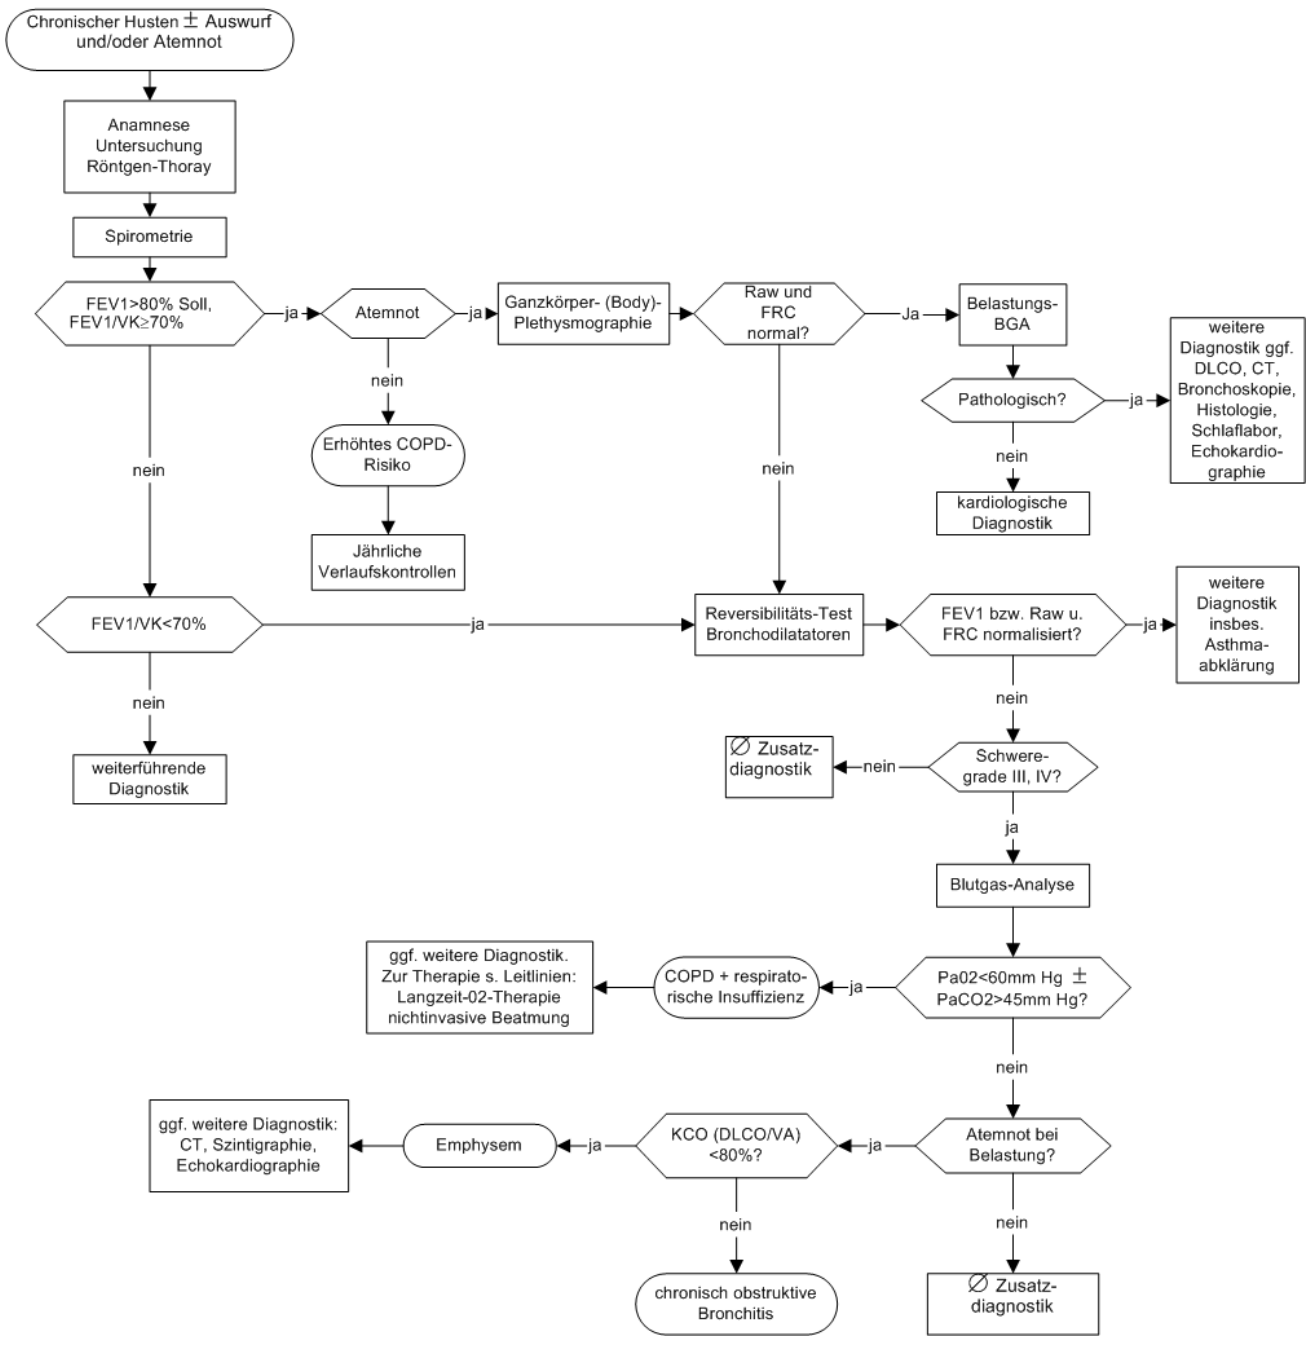 Chronischer Husten ± Auswurf
und/oder Atemnot
Anamnese
Untersuchung
Röntgen-Thoray
Spirometrie
FEV1>80% Soll,
FEV1/VK≥70%
ja
Atemnot
ja
Ganzkörper- (Body)-
Plethysmographie
Raw und
FRC
normal?
Ja
Belastungs-
BGA
Pathologisch?
ja
weitere
Diagnostik ggf.
DLCO, CT,
Bronchoskopie,
Histologie,
Schlaflabor,
Echokardio-
graphie
nein
kardiologische
Diagnostik
nein
Erhöhtes COPD-
Risiko
Jährliche
Verlaufskontrollen
nein
nein
FEV1/VK<70%
ja
Reversibilitäts-Test
Bronchodilatatoren
FEV1 bzw. Raw u.
FRC normalisiert?
ja
weitere
Diagnostik
insbes.
Asthma-
abklärung
nein
weiterführende
Diagnostik
nein
Schwere-
grade III, IV?
nein
∅ Zusatz-
diagnostik
ja
Blutgas-Analyse
Pa02<60mm Hg ±
PaCO2>45mm Hg?
ja
COPD + respirato-
rische Insuffizienz
ggf. weitere Diagnostik.
Zur Therapie s. Leitlinien:
Langzeit-02-Therapie
nichtinvasive Beatmung
nein
Atemnot bei
Belastung?
ja
KCO (DLCO/VA)
<80%?
ja
Emphysem
ggf. weitere Diagnostik:
CT, Szintigraphie,
Echokardiographie
nein
chronisch obstruktive
Bronchitis
nein
∅ Zusatz-
diagnostik